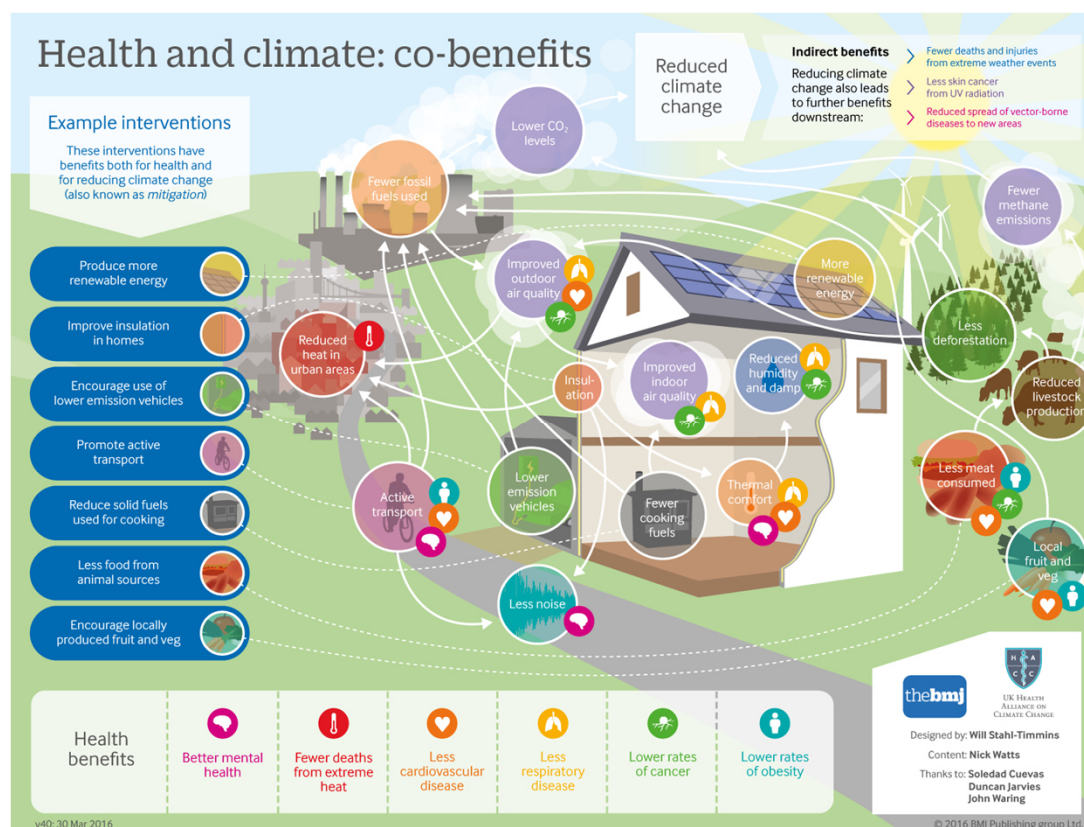 Health and climate: co-benefits
Reduced
climate
change
Indirect benefits
Reducing climate
change also leads
to further benefits
downstream:
Fewer deaths and injuries
from extreme weather events
Less skin cancer
from UV radiation
Reduced spread of vector-borne
diseases to new areas
Example interventions
These interventions have
benefits both for health and
for reducing climate change
(also known as mitigation)
Produce more
renewable energy
Improve insulation
in homes
Encourage use of
lower emission vehicles
Promote active
transport
Reduce solid fuels
used for cooking
Less food from
animal sources
Encourage locally
produced fruit and veg
Lower CO₂
levels
Fewer fossil
fuels used
Fewer
methane
emissions
Improved
outdoor
air quality
More
renewable
energy
Reduced
heat in
urban areas
Less
deforestation
Insul-
ation
Improved
indoor
air quality
Reduced
humidity
and damp
Reduced
livestock
production
Active
transport
Lower
emission
vehicles
Fewer
cooking
fuels
Thermal
comfort
Less meat
consumed
Local
fruit and
veg
Less noise
Health
benefits
Better mental
health
Fewer deaths
from extreme
heat
Less
cardiovascular
disease
Less
respiratory
disease
Lower rates
of cancer
Lower rates
of obesity
thebmj
H A
C C
UK Health
Alliance on
Climate Change
Designed by: Will Stahl-Timmins
Content: Nick Watts
Thanks to: Soledad Cuevas
Duncan Jarvies
John Waring
v40: 30 Mar 2016
© 2016 BMJ Publishing group Ltd.